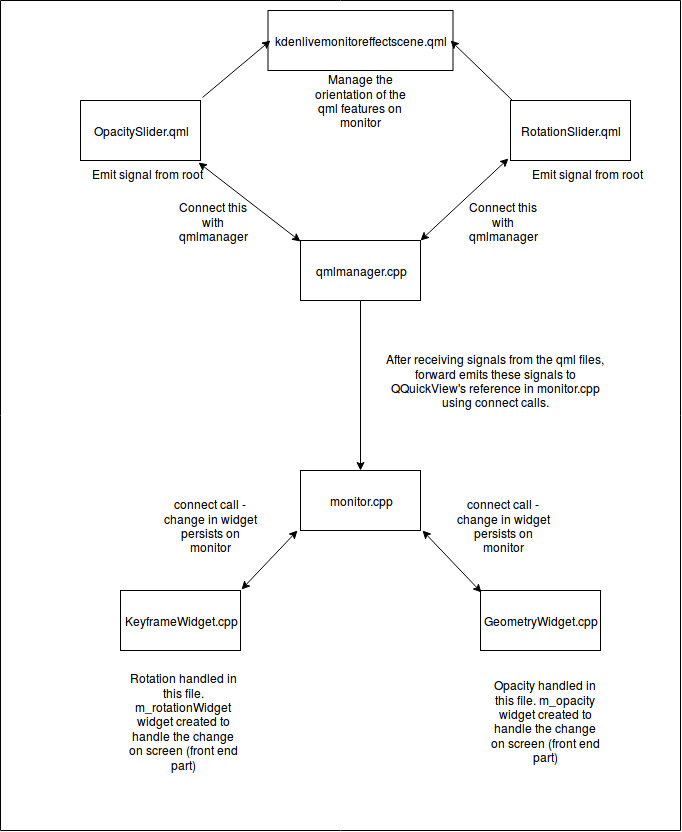 kdenlivemonitoreffectscene.qml
Manage the
orientation of the
qml features on
monitor
OpacitySlider.qml
RotationSlider.qml
Emit signal from root
Emit signal from root
Connect this
with
qmlmanager
Connect this
with
qmlmanager
qmlmanager.cpp
After receiving signals from the qml files,
forward emits these signals to
QQuickView's reference in monitor.cpp
using connect calls.
monitor.cpp
connect call -
change in widget
persists on
monitor
connect call -
change in widget
persists on
monitor
KeyframeWidget.cpp
GeometryWidget.cpp
Rotation handled in
this file.
m_rotationWidget
widget created to
handle the change
on screen (front end
part)
Opacity handled in
this file. m_opacity
widget created to
handle the change
on screen (front end
part)